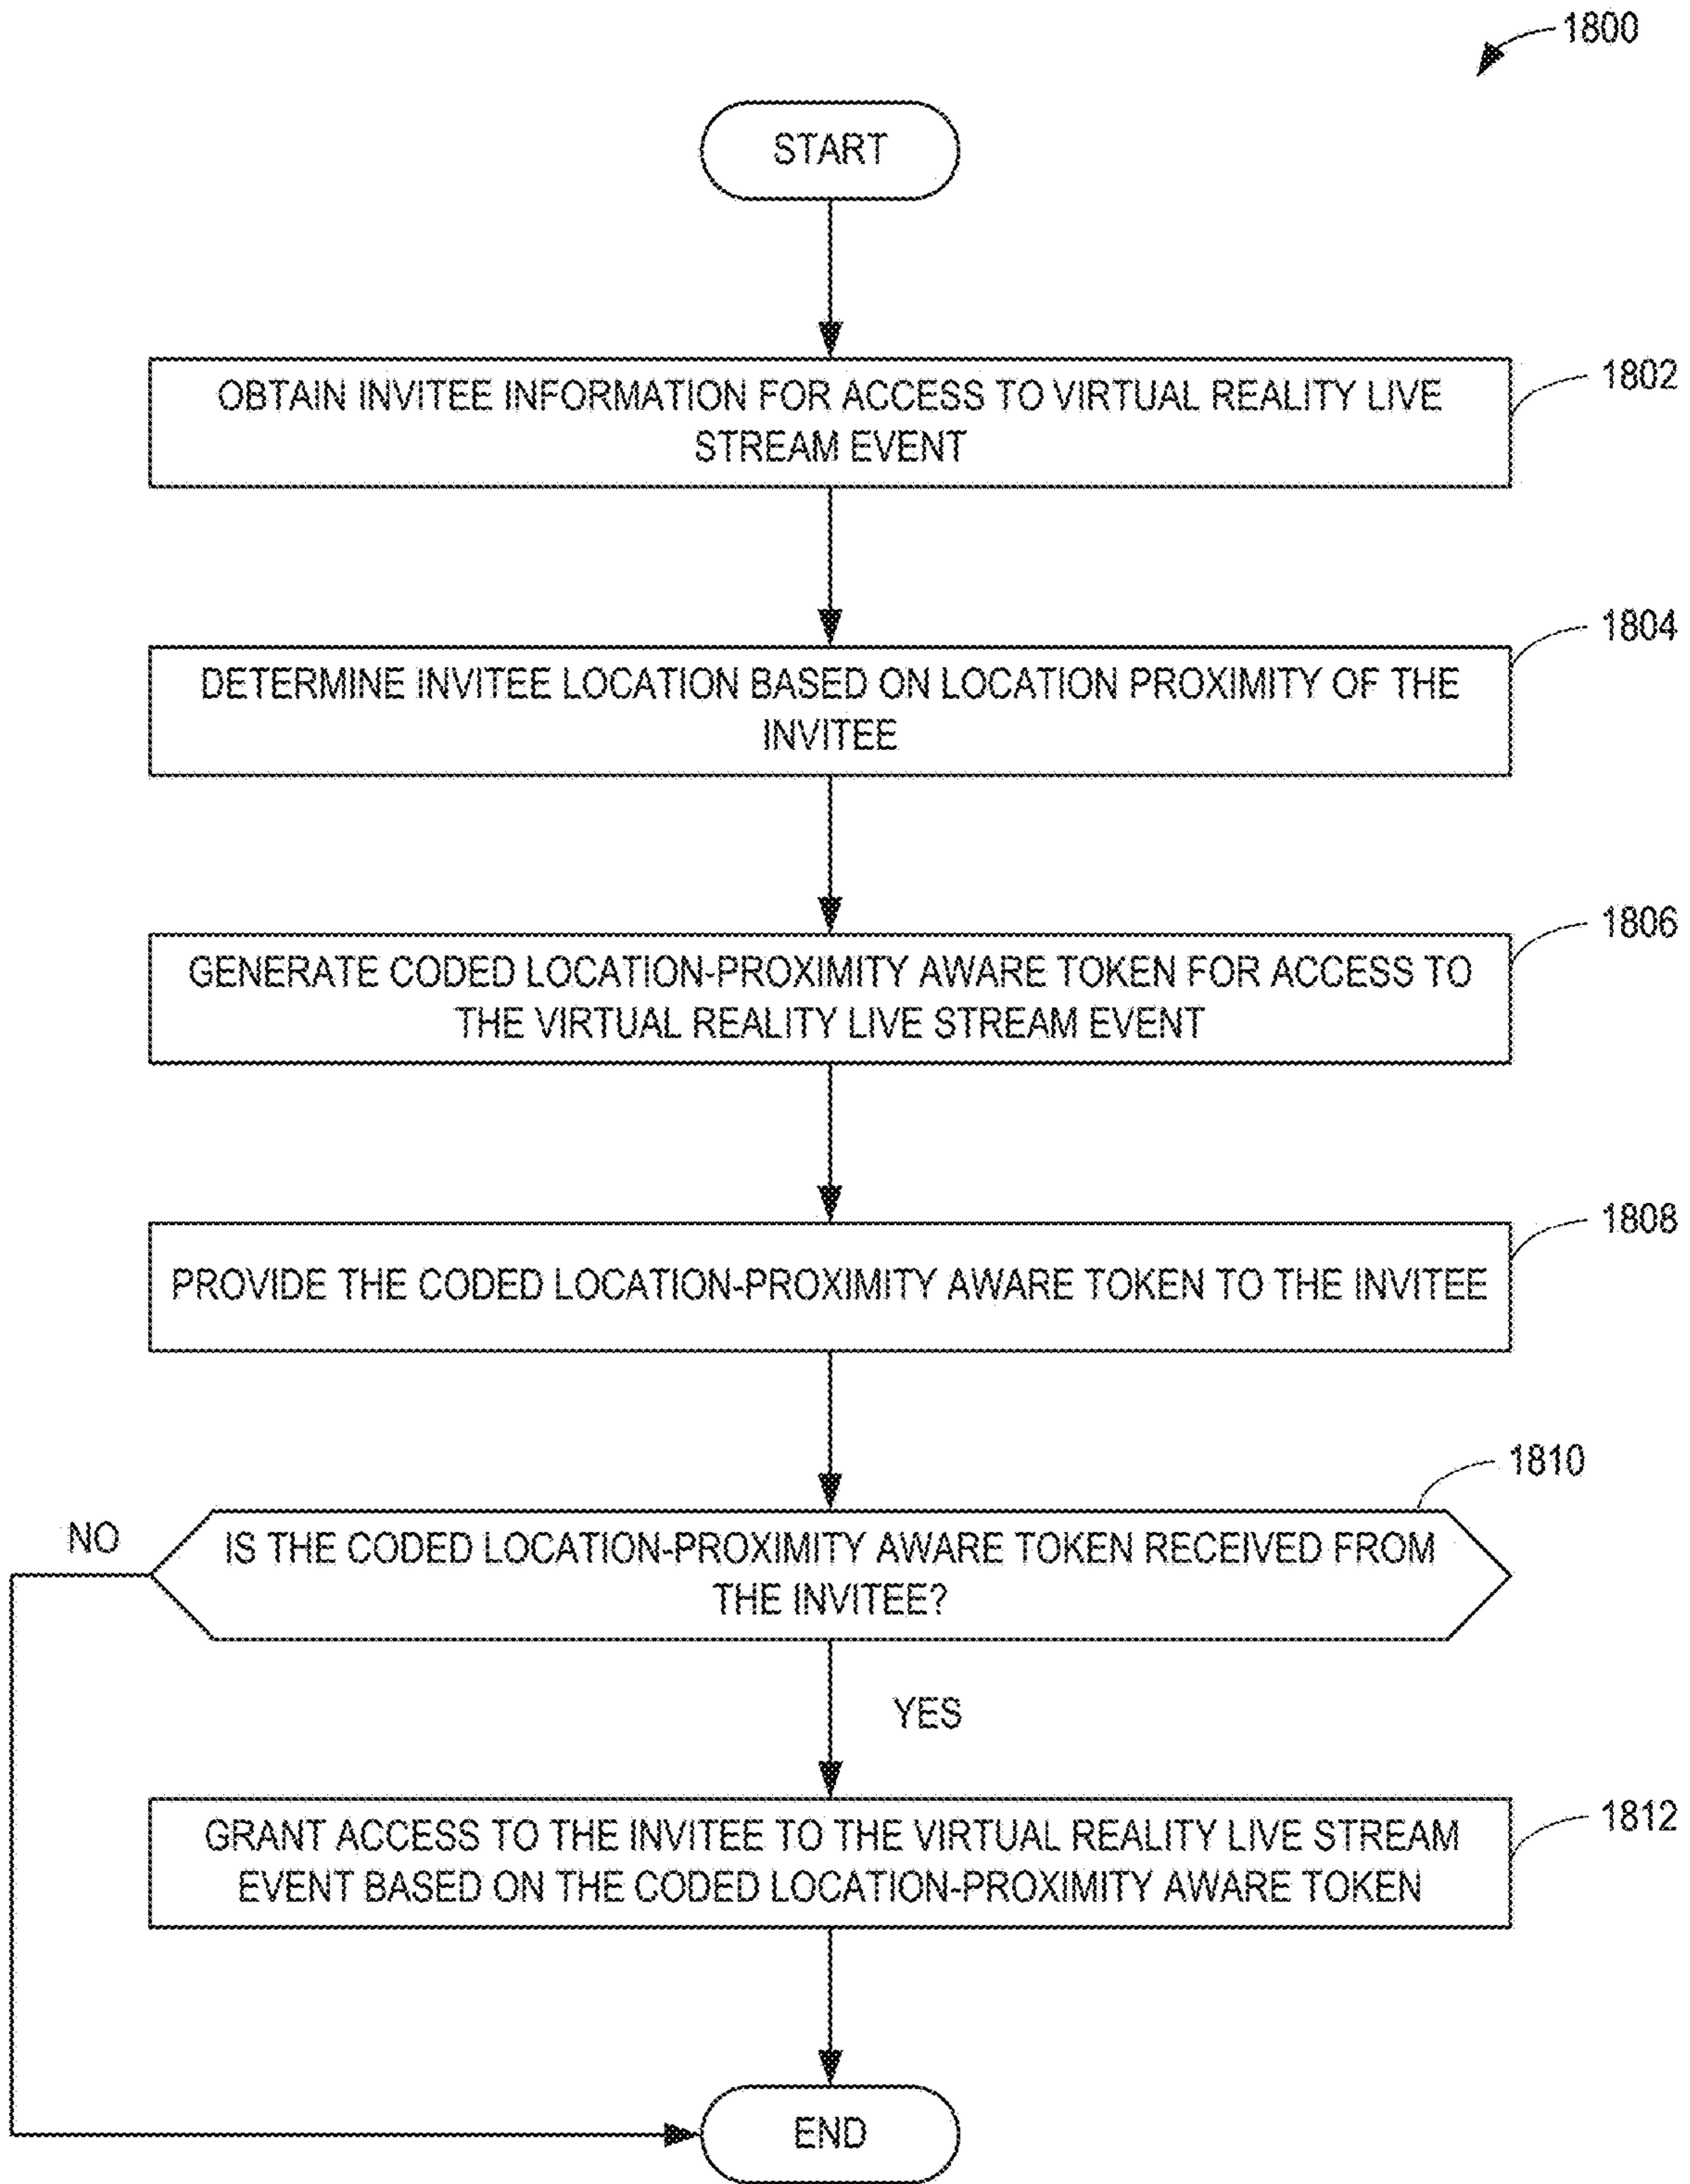 1800
START
1802
OBTAIN INVITEE INFORMATION FOR ACCESS TO VIRTUAL REALITY LIVE
STREAM EVENT
1804
DETERMINE INVITEE LOCATION BASED ON LOCATION PROXIMITY OF THE
INVITEE
1806
GENERATE CODED LOCATION-PROXIMITY AWARE TOKEN FOR ACCESS TO
THE VIRTUAL REALITY LIVE STREAM EVENT
1808
PROVIDE THE CODED LOCATION-PROXIMITY AWARE TOKEN TO THE INVITEE
1810
NO
IS THE CODED LOCATION-PROXIMITY AWARE TOKEN RECEIVED FROM
THE INVITEE?
YES
1812
GRANT ACCESS TO THE INVITEE TO THE VIRTUAL REALITY LIVE STREAM
EVENT BASED ON THE CODED LOCATION-PROXIMITY AWARE TOKEN
END